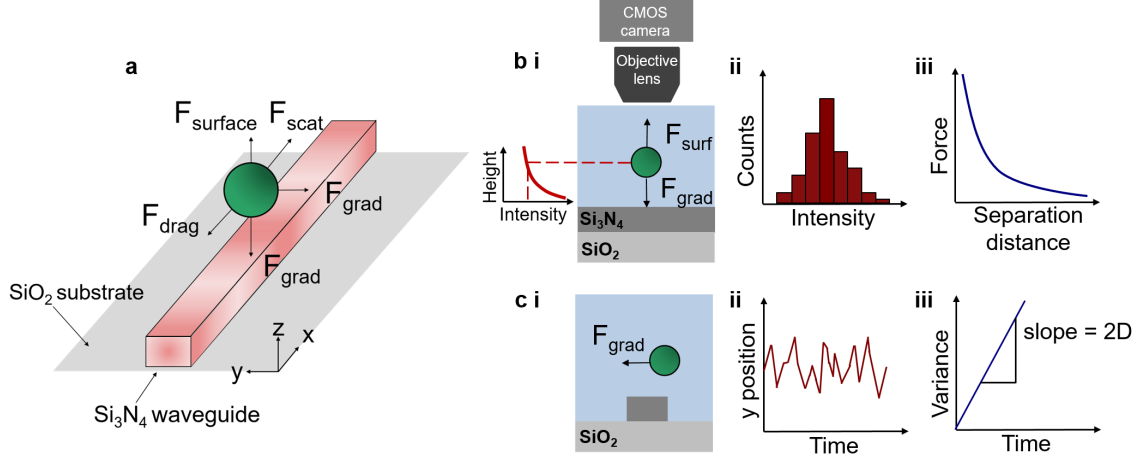 a
F_surface
F_scat
F_drag
F_grad
F_grad
SiO₂ substrate
z
x
y
Si₃N₄ waveguide
b i
CMOS
camera
Objective
lens
F_surf
F_grad
Height
Intensity
Si₃N₄
SiO₂
ii
Counts
Intensity
iii
Force
Separation
distance
c i
F_grad
SiO₂
ii
y position
Time
iii
slope = 2D
Variance
Time